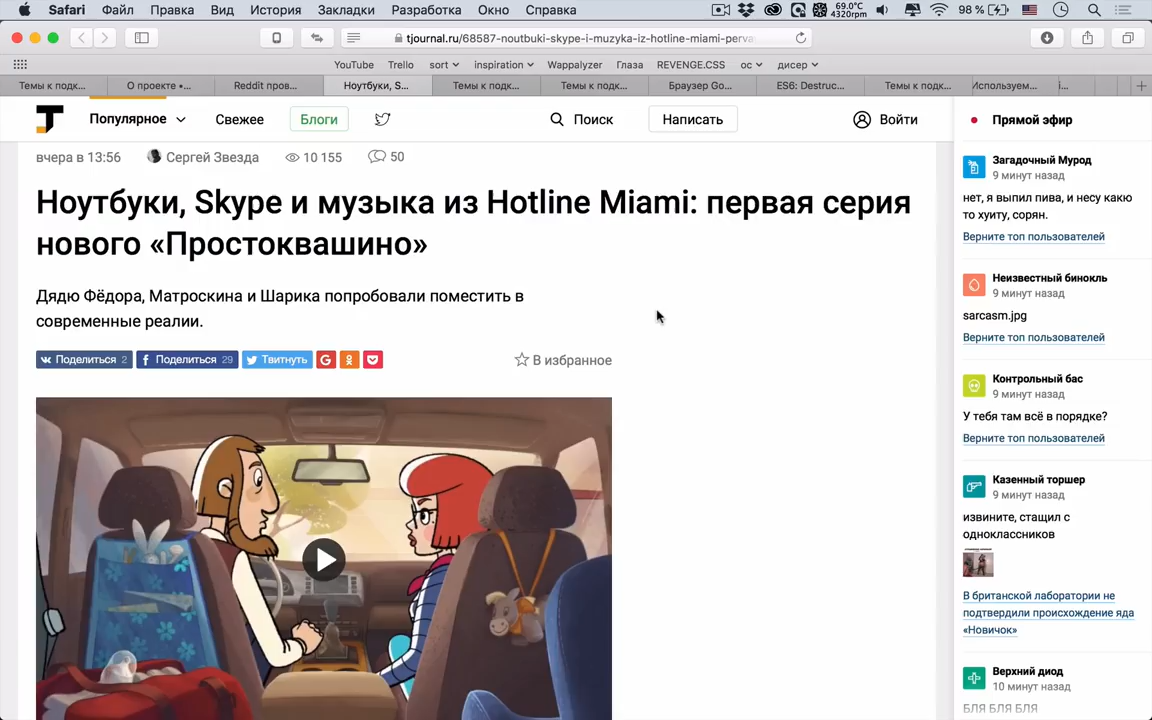 Safari Файл Правка Вид История Закладки Разработка Окно Справка 69.0°C 4320rpm 98 %
tjournal.ru/68587-noutbuki-skype-i-muzyka-iz-hotline-miami-perva
YouTube Trello sort inspiration Wappalyzer Глаза REVENGE.CSS ос дисер
Темы к подк... О проекте •... Reddit пров... Ноутбуки, S... Темы к подк... Темы к подк... Браузер Go... ES6: Destruc... Темы к подк... Используем...
Популярное Свежее Блоги Поиск Написать Войти
вчера в 13:56 Сергей Звезда 10 155 50
Ноутбуки, Skype и музыка из Hotline Miami: первая серия
нового «Простоквашино»
Дядю Фёдора, Матроскина и Шарика попробовали поместить в
современные реалии.
Поделиться 2 Поделиться 29 Твитнуть В избранное
Прямой эфир
Загадочный Мурод
9 минут назад
нет, я выпил пива, и несу какю
то хуиту, сорян.
Верните топ пользователей
Неизвестный бинокль
9 минут назад
sarcasm.jpg
Верните топ пользователей
Контрольный бас
9 минут назад
У тебя там всё в порядке?
Верните топ пользователей
Казенный торшер
9 минут назад
извините, стащил с
одноклассников
В британской лаборатории не
подтвердили происхождение яда
«Новичок»
Верхний диод
10 минут назад
БЛЯ БЛЯ БЛЯ